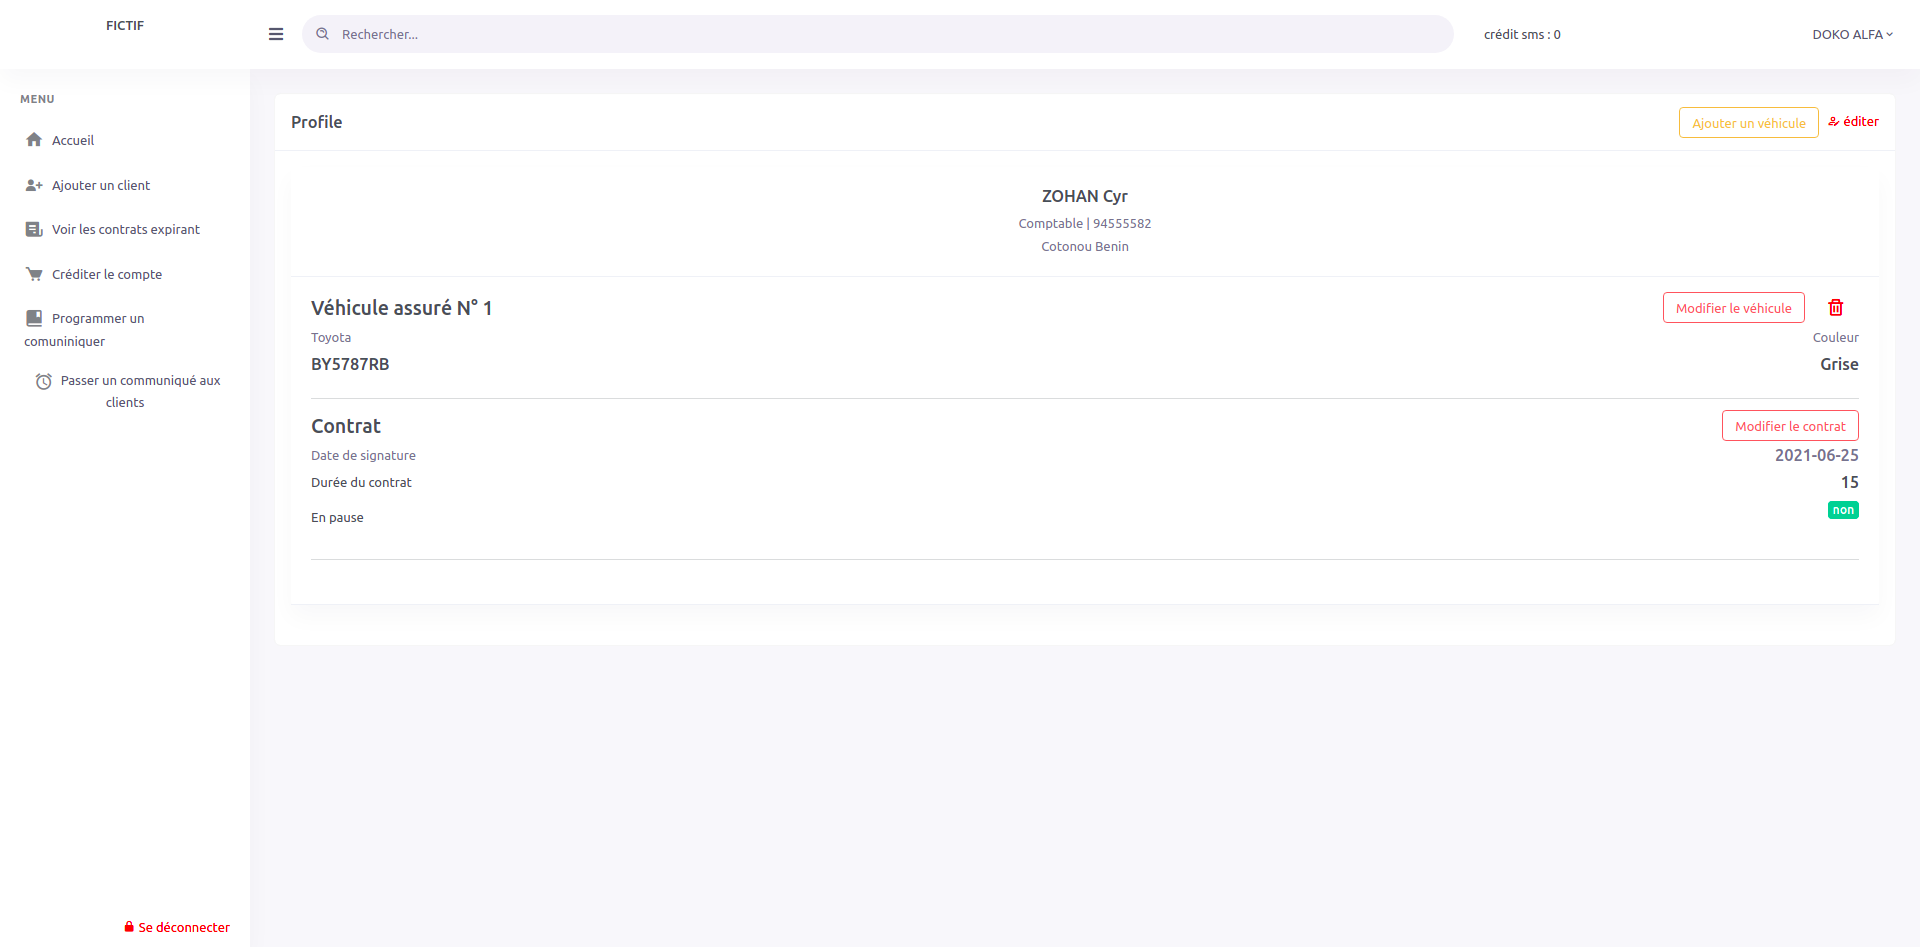 FICTIF
Rechercher...
crédit sms : 0
DOKO ALFA
MENU
Accueil
Ajouter un client
Voir les contrats expirant
Créditer le compte
Programmer un
comuniniquer
Passer un communiqué aux
clients
Se déconnecter
Profile
Ajouter un véhicule
éditer
ZOHAN Cyr
Comptable | 94555582
Cotonou Benin
Véhicule assuré N° 1
Modifier le véhicule
Toyota
Couleur
BY5787RB
Grise
Contrat
Modifier le contrat
Date de signature
2021-06-25
Durée du contrat
15
En pause
non